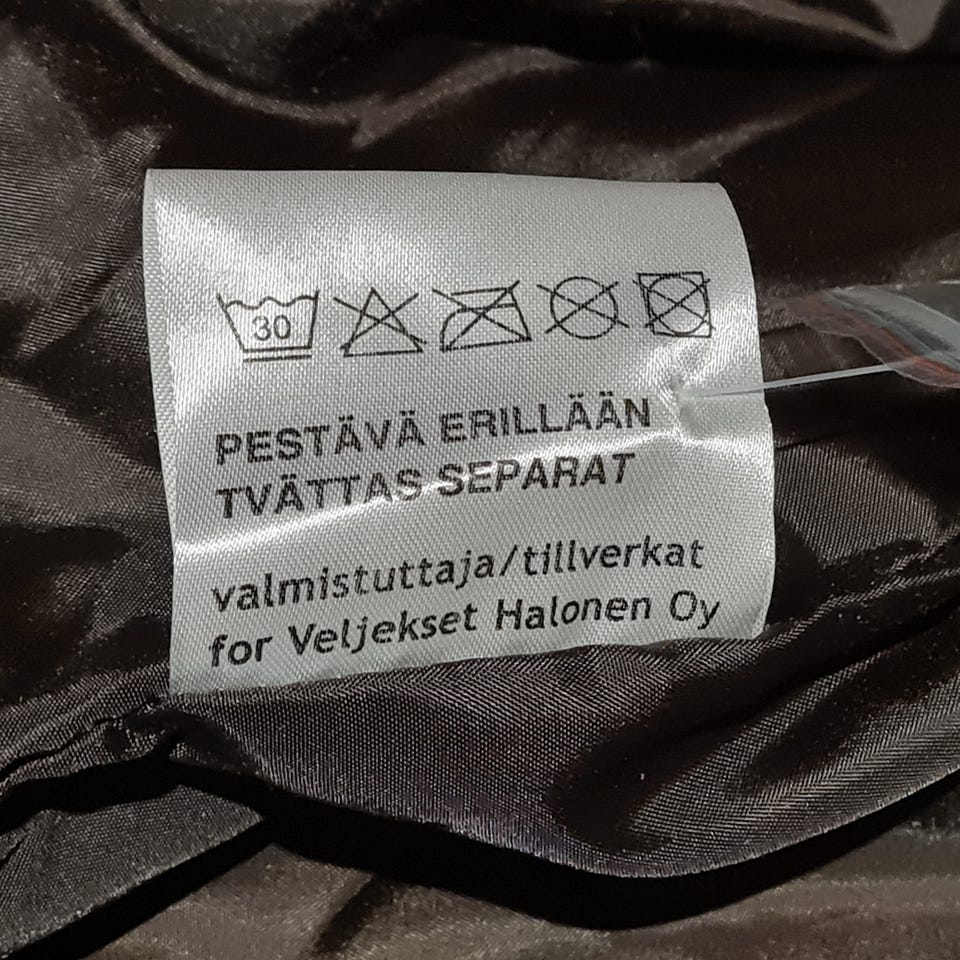 30
PESTÄVÄ ERILLÄÄN
TVÄTTAS SEPARAT
valmistuttaja/tillverkat
for Veljekset Halonen Oy